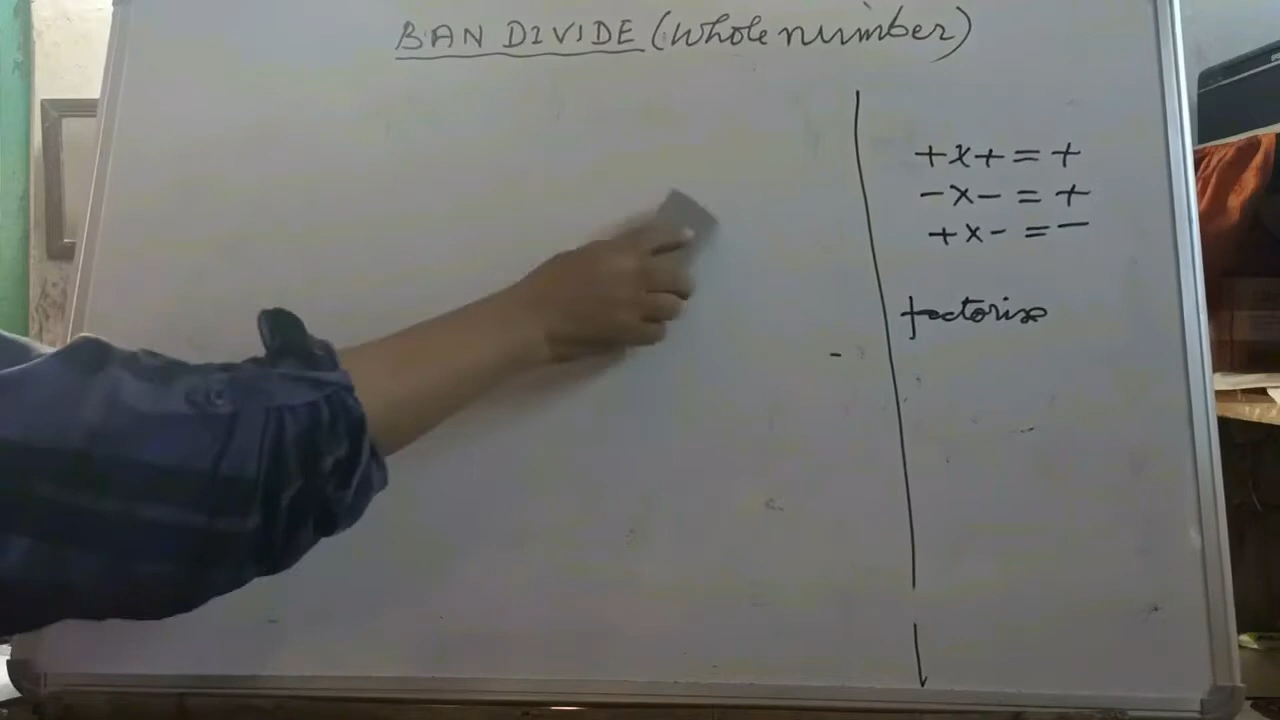 BAN DIVIDE (Whole number)
+x+ = +
-x- = +
+x- = -
factorise